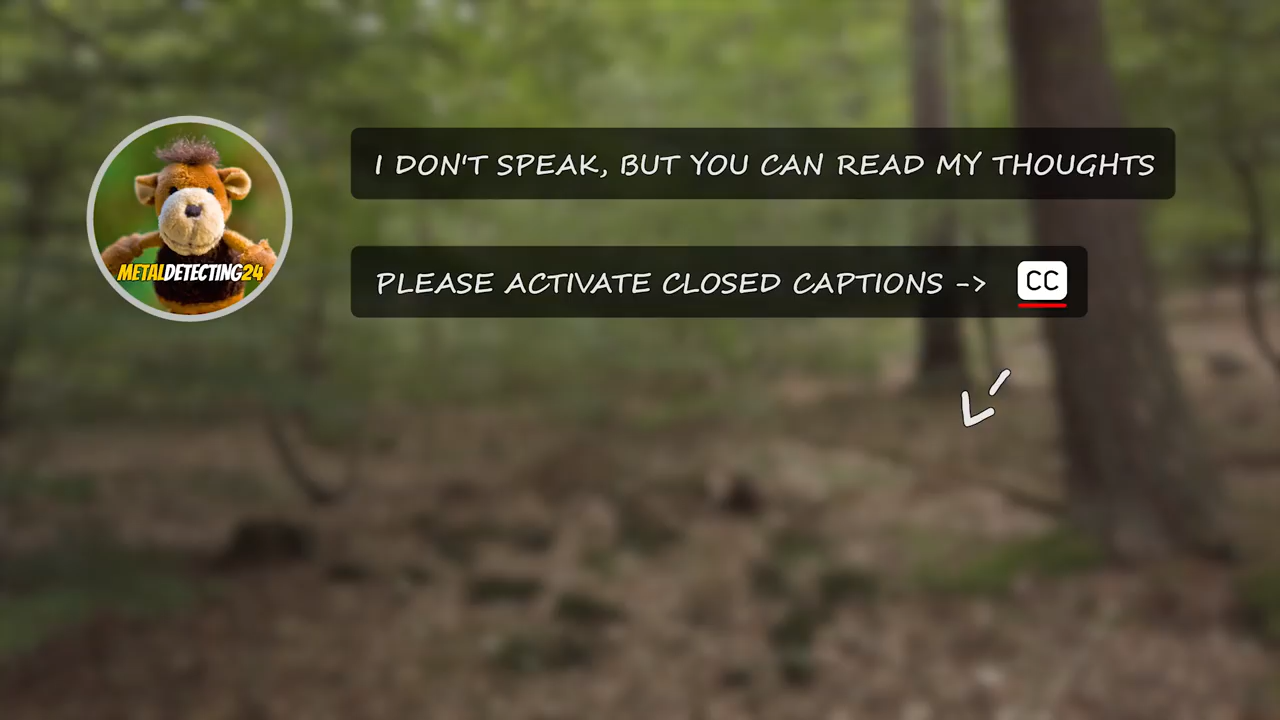 I DON'T SPEAK, BUT YOU CAN READ MY THOUGHTS
METALDETECTING24
PLEASE ACTIVATE CLOSED CAPTIONS -> CC